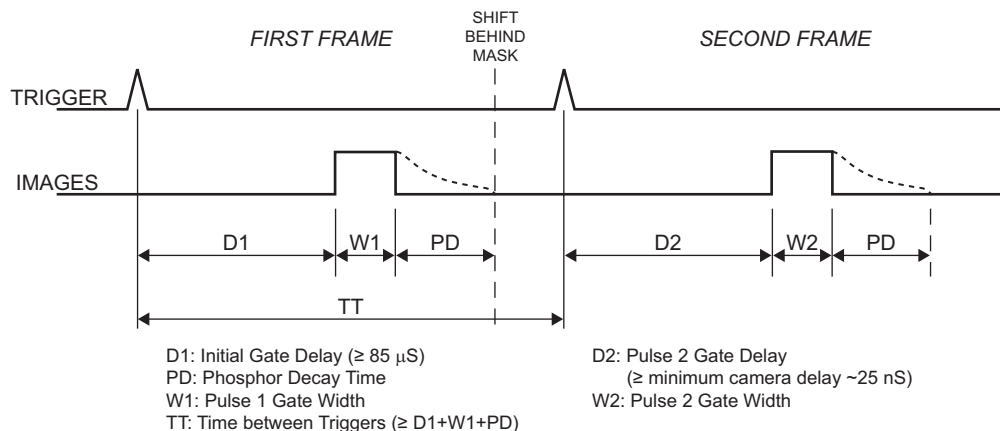 FIRST FRAME
SHIFT
BEHIND
MASK
SECOND FRAME
TRIGGER
IMAGES
D1
W1
PD
D2
W2
PD
TT
D1: Initial Gate Delay (≥ 85 μS)
PD: Phosphor Decay Time
W1: Pulse 1 Gate Width
TT: Time between Triggers (≥ D1+W1+PD)
D2: Pulse 2 Gate Delay
(≥ minimum camera delay ~25 nS)
W2: Pulse 2 Gate Width